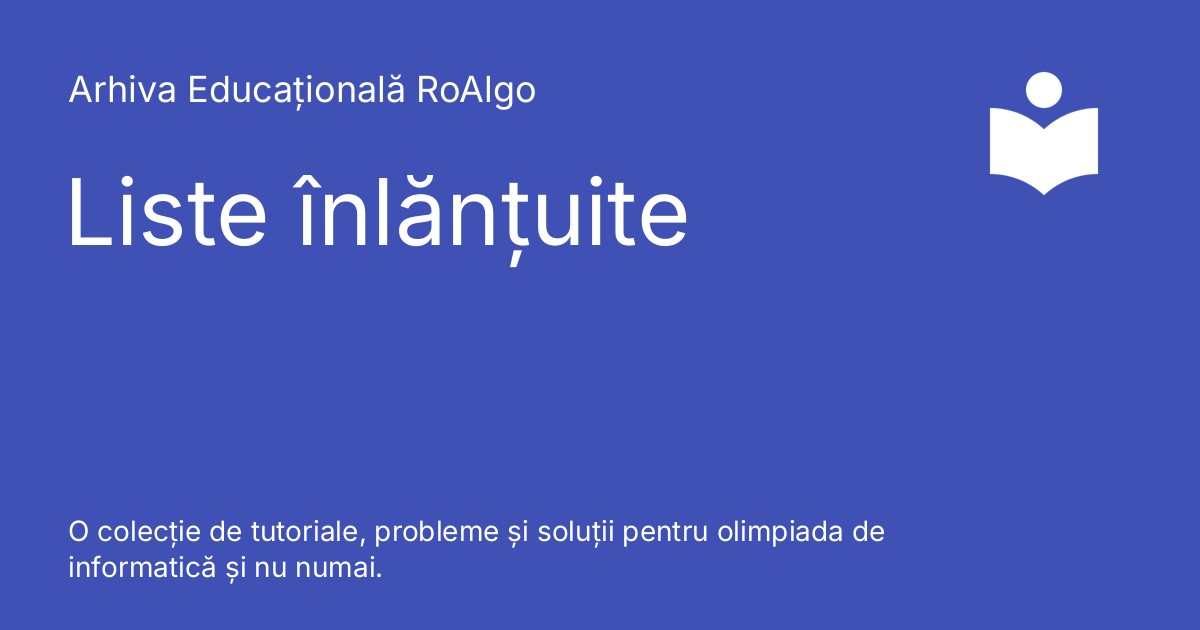 Arhiva Educațională RoAlgo
Liste înlănțuite
O colecție de tutoriale, probleme și soluții pentru olimpiada de
informatică și nu numai.